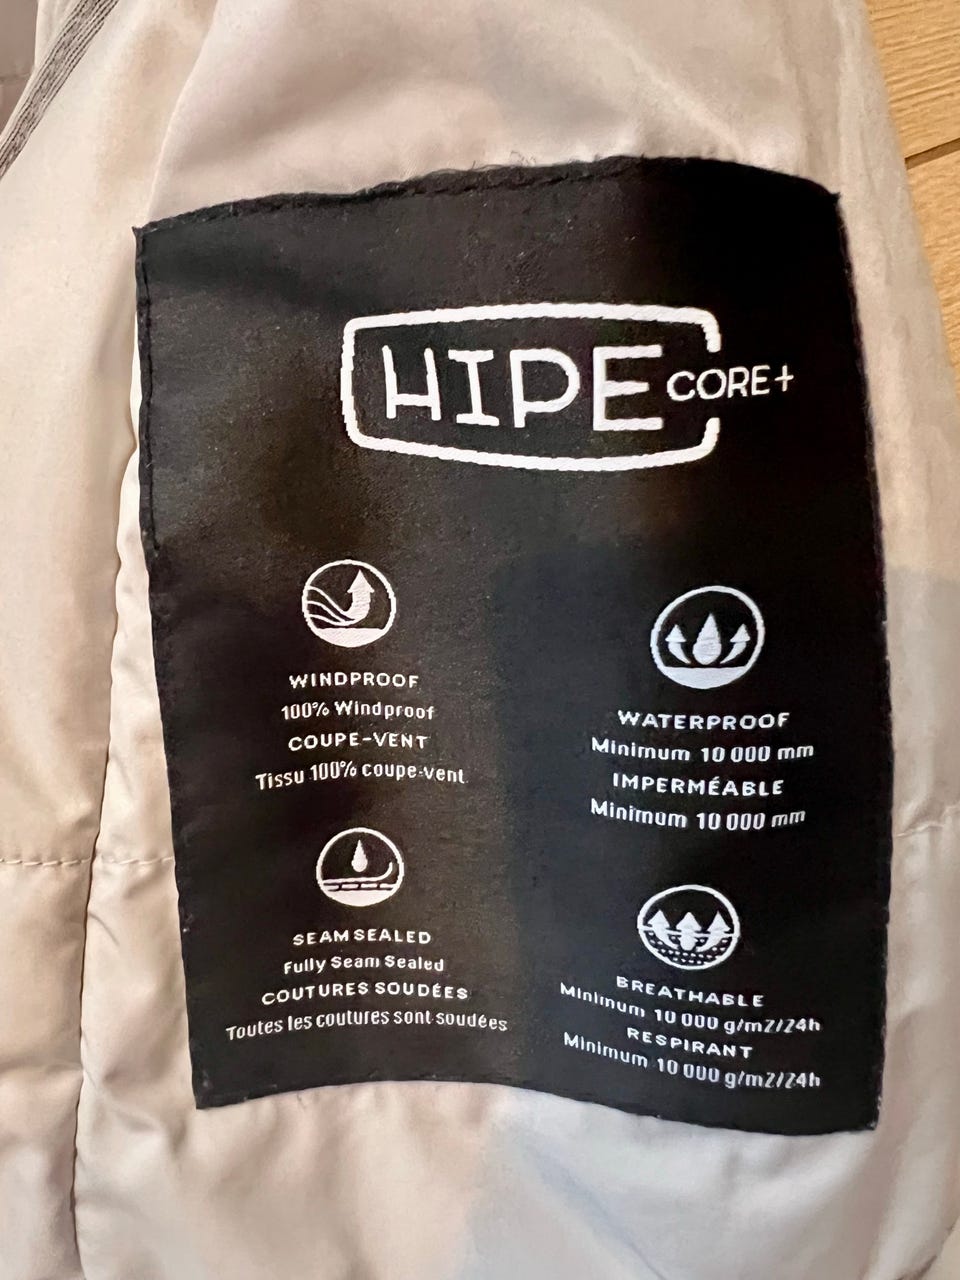 HIPE CORE+
WINDPROOF
100% Windproof
COUPE-VENT
Tissu 100% coupe-vent
WATERPROOF
Minimum 10 000 mm
IMPERMÉABLE
Minimum 10 000 mm
SEAM SEALED
Fully Seam Sealed
COUTURES SOUDÉES
Toutes les coutures sont soudées
BREATHABLE
Minimum 10 000 g/m2/24h
RESPIRANT
Minimum 10 000 g/m2/24h